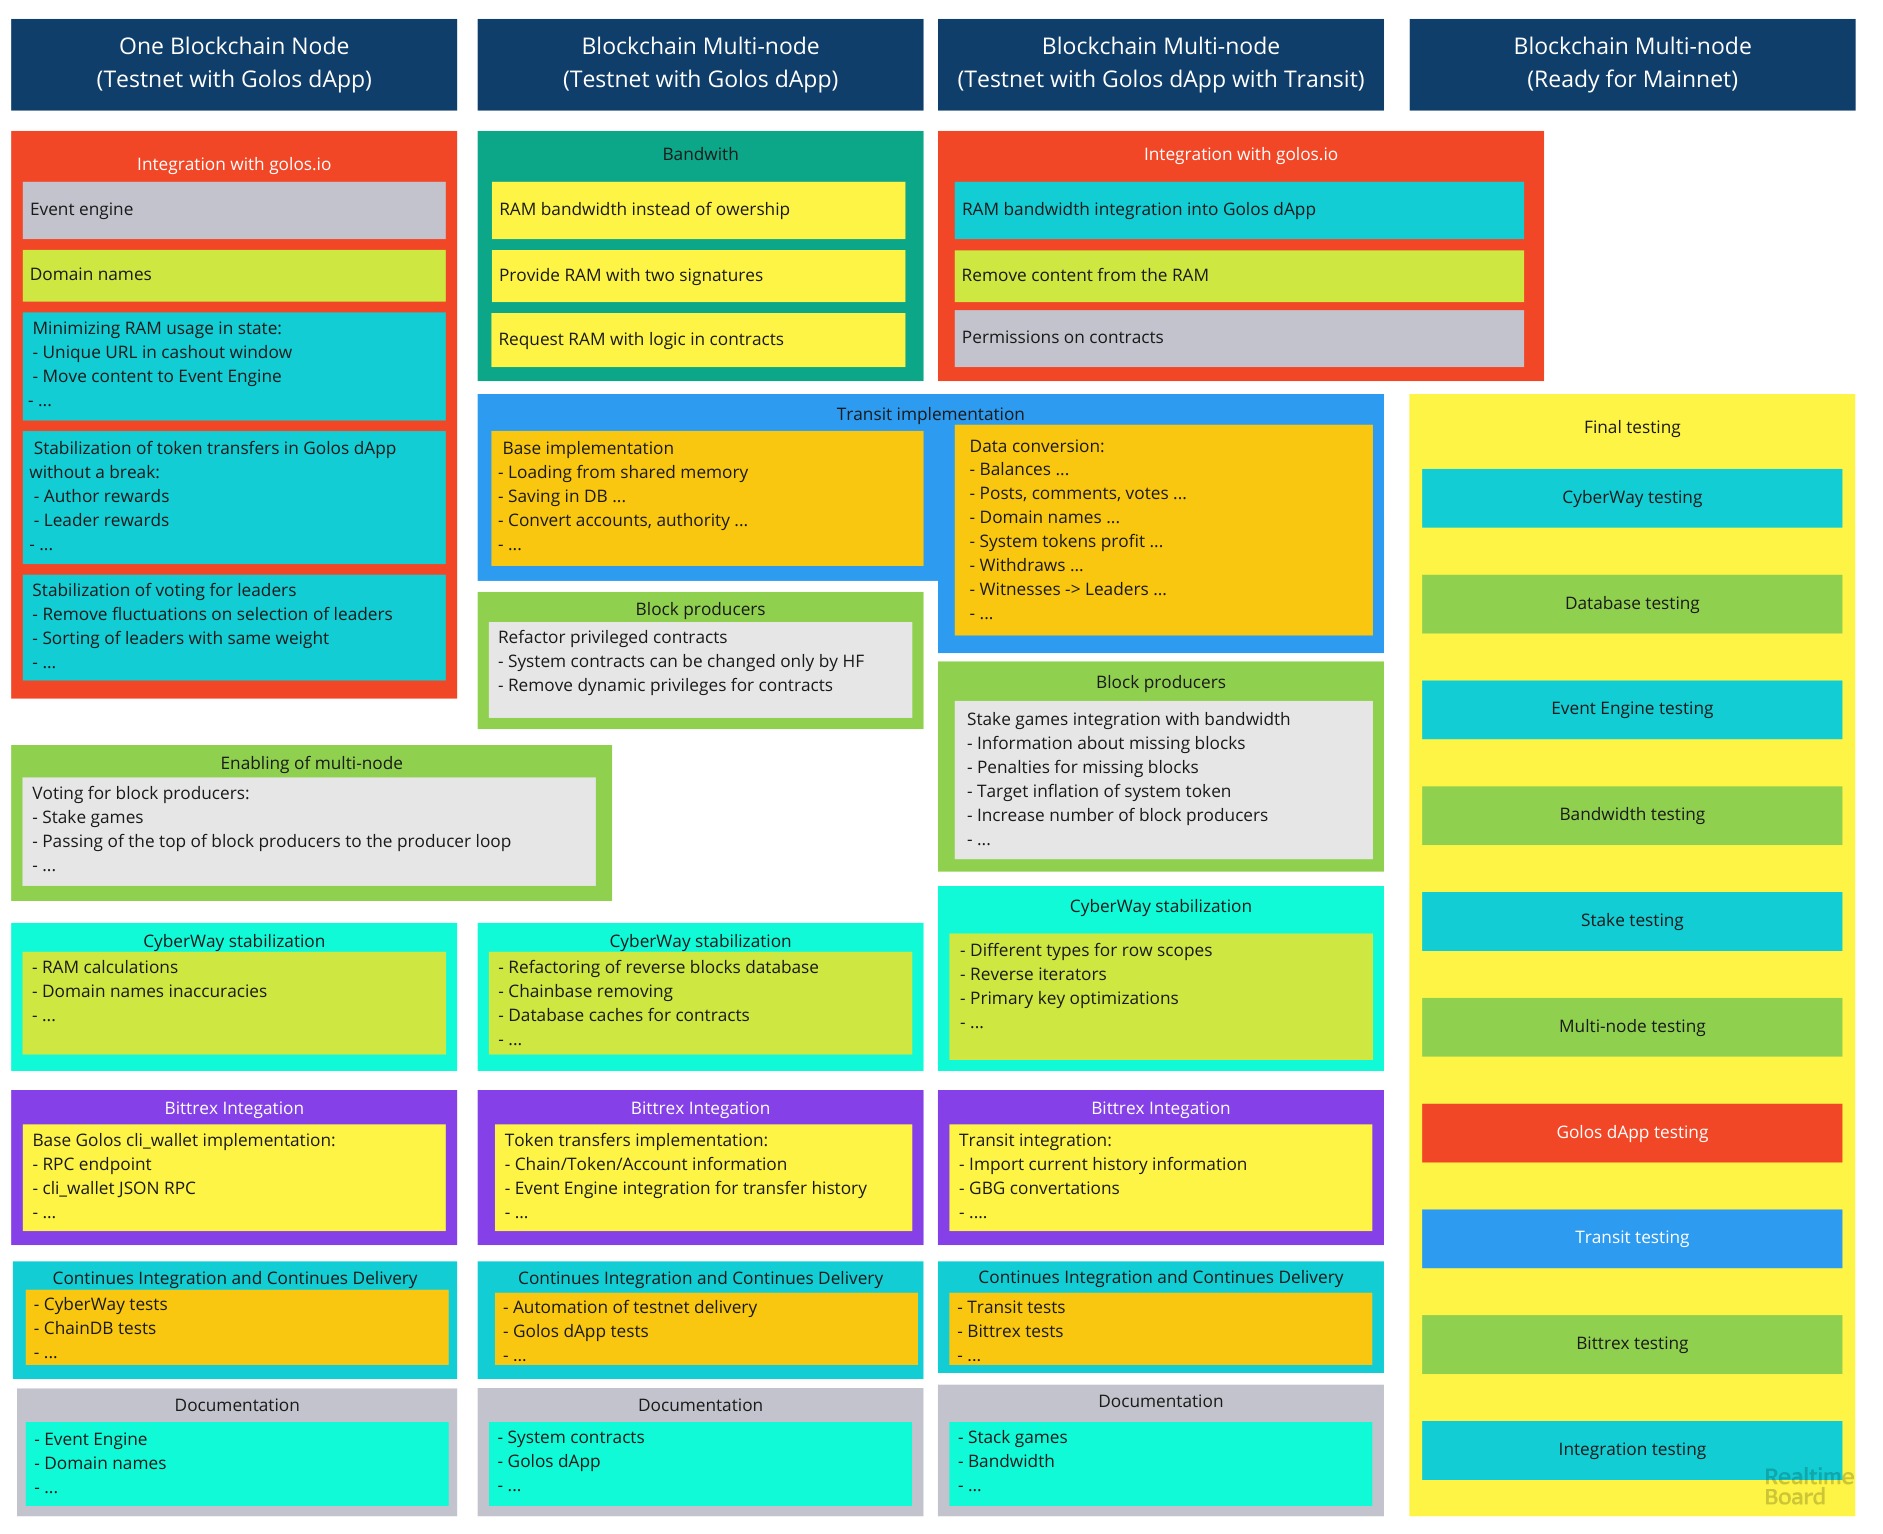 One Blockchain Node
(Testnet with Golos dApp)
Integration with golos.io
Event engine
Domain names
Minimizing RAM usage in state:
- Unique URL in cashout window
- Move content to Event Engine
- ...
Stabilization of token transfers in Golos dApp
without a break:
- Author rewards
- Leader rewards
- ...
Stabilization of voting for leaders
- Remove fluctuations on selection of leaders
- Sorting of leaders with same weight
- ...
Enabling of multi-node
Voting for block producers:
- Stake games
- Passing of the top of block producers to the producer loop
- ...
CyberWay stabilization
- RAM calculations
- Domain names inaccuracies
- ...
Bittrex Integation
Base Golos cli_wallet implementation:
- RPC endpoint
- cli_wallet JSON RPC
- ...
Continues Integration and Continues Delivery
- CyberWay tests
- ChainDB tests
- ...
Documentation
- Event Engine
- Domain names
- ...
Blockchain Multi-node
(Testnet with Golos dApp)
Bandwith
RAM bandwidth instead of owership
Provide RAM with two signatures
Request RAM with logic in contracts
Transit implementation
Base implementation
- Loading from shared memory
- Saving in DB ...
- Convert accounts, authority ...
- ...
Block producers
Refactor privileged contracts
- System contracts can be changed only by HF
- Remove dynamic privileges for contracts
CyberWay stabilization
- Refactoring of reverse blocks database
- Chainbase removing
- Database caches for contracts
- ...
Bittrex Integation
Token transfers implementation:
- Chain/Token/Account information
- Event Engine integration for transfer history
- ...
Continues Integration and Continues Delivery
- Automation of testnet delivery
- Golos dApp tests
- ...
Documentation
- System contracts
- Golos dApp
- ...
Blockchain Multi-node
(Testnet with Golos dApp with Transit)
Integration with golos.io
RAM bandwidth integration into Golos dApp
Remove content from the RAM
Permissions on contracts
Data conversion:
- Balances ...
- Posts, comments, votes ...
- Domain names ...
- System tokens profit ...
- Withdraws ...
- Witnesses -> Leaders ...
- ...
Block producers
Stake games integration with bandwidth
- Information about missing blocks
- Penalties for missing blocks
- Target inflation of system token
- Increase number of block producers
- ...
CyberWay stabilization
- Different types for row scopes
- Reverse iterators
- Primary key optimizations
- ...
Bittrex Integation
Transit integration:
- Import current history information
- GBG convertations
- ....
Continues Integration and Continues Delivery
- Transit tests
- Bittrex tests
- ...
Documentation
- Stack games
- Bandwidth
- ...
Blockchain Multi-node
(Ready for Mainnet)
Final testing
CyberWay testing
Database testing
Event Engine testing
Bandwidth testing
Stake testing
Multi-node testing
Golos dApp testing
Transit testing
Bittrex testing
Integration testing
Realtime
Board